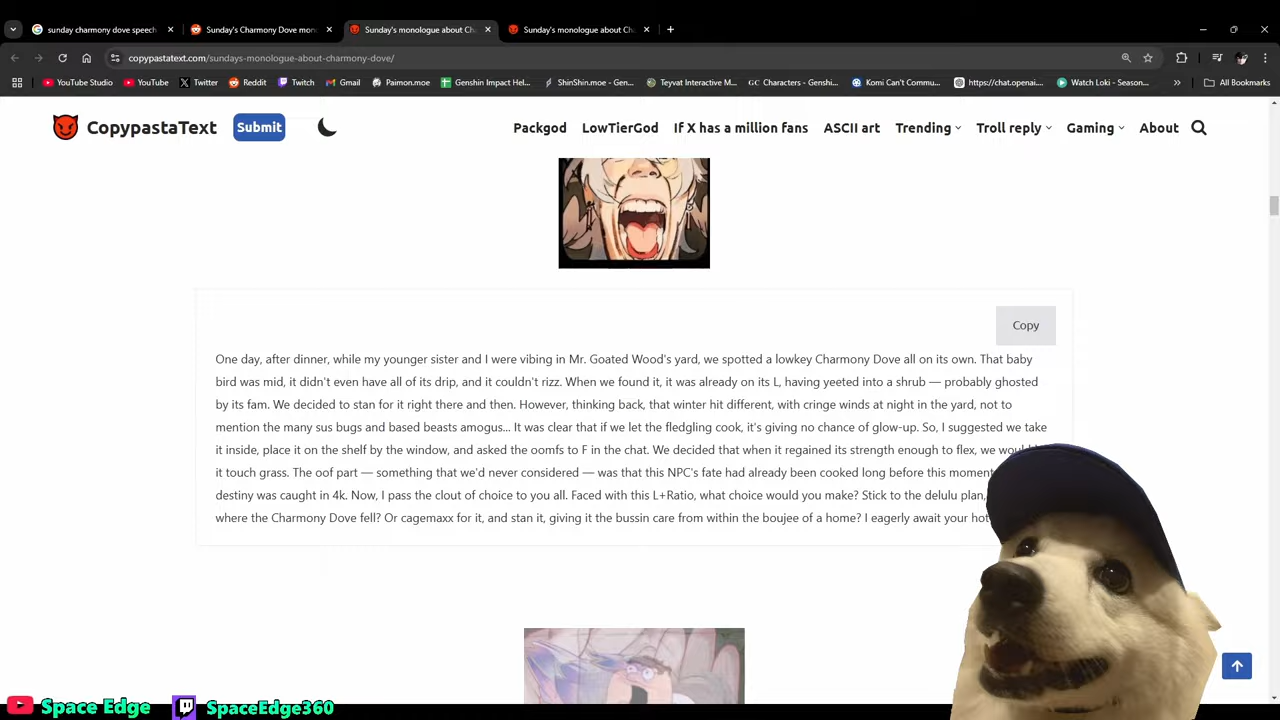 sunday charmony dove speech
Sunday's Charmony Dove mon
Sunday's monologue about Ch
Sunday's monologue about Ch
copypastatext.com/sundays-monologue-about-charmony-dove/
YouTube Studio
YouTube
Twitter
Reddit
Twitch
Gmail
Paimon.moe
Genshin Impact Hel...
ShinShin.moe - Gen...
Teyvat Interactive M...
GC Characters - Genshi...
Komi Can't Commu...
https://chat.openai....
Watch Loki - Season...
All Bookmarks
CopypastaText
Submit
Packgod
LowTierGod
If X has a million fans
ASCII art
Trending
Troll reply
Gaming
About
Copy
One day, after dinner, while my younger sister and I were vibing in Mr. Goated Wood's yard, we spotted a lowkey Charmony Dove all on its own. That baby
bird was mid, it didn't even have all of its drip, and it couldn't rizz. When we found it, it was already on its L, having yeeted into a shrub — probably ghosted
by its fam. We decided to stan for it right there and then. However, thinking back, that winter hit different, with cringe winds at night in the yard, not to
mention the many sus bugs and based beasts amogus... It was clear that if we let the fledgling cook, it's giving no chance of glow-up. So, I suggested we take
it inside, place it on the shelf by the window, and asked the oomfs to F in the chat. We decided that when it regained its strength enough to flex, we
it touch grass. The oof part — something that we'd never considered — was that this NPC's fate had already been cooked long before this
destiny was caught in 4k. Now, I pass the clout of choice to you all. Faced with this L+Ratio, what choice would you make? Stick to the delulu plan,
where the Charmony Dove fell? Or cagemaxx for it, and stan it, giving it the bussin care from within the boujee of a home? I eagerly await your
Space Edge
SpaceEdge360